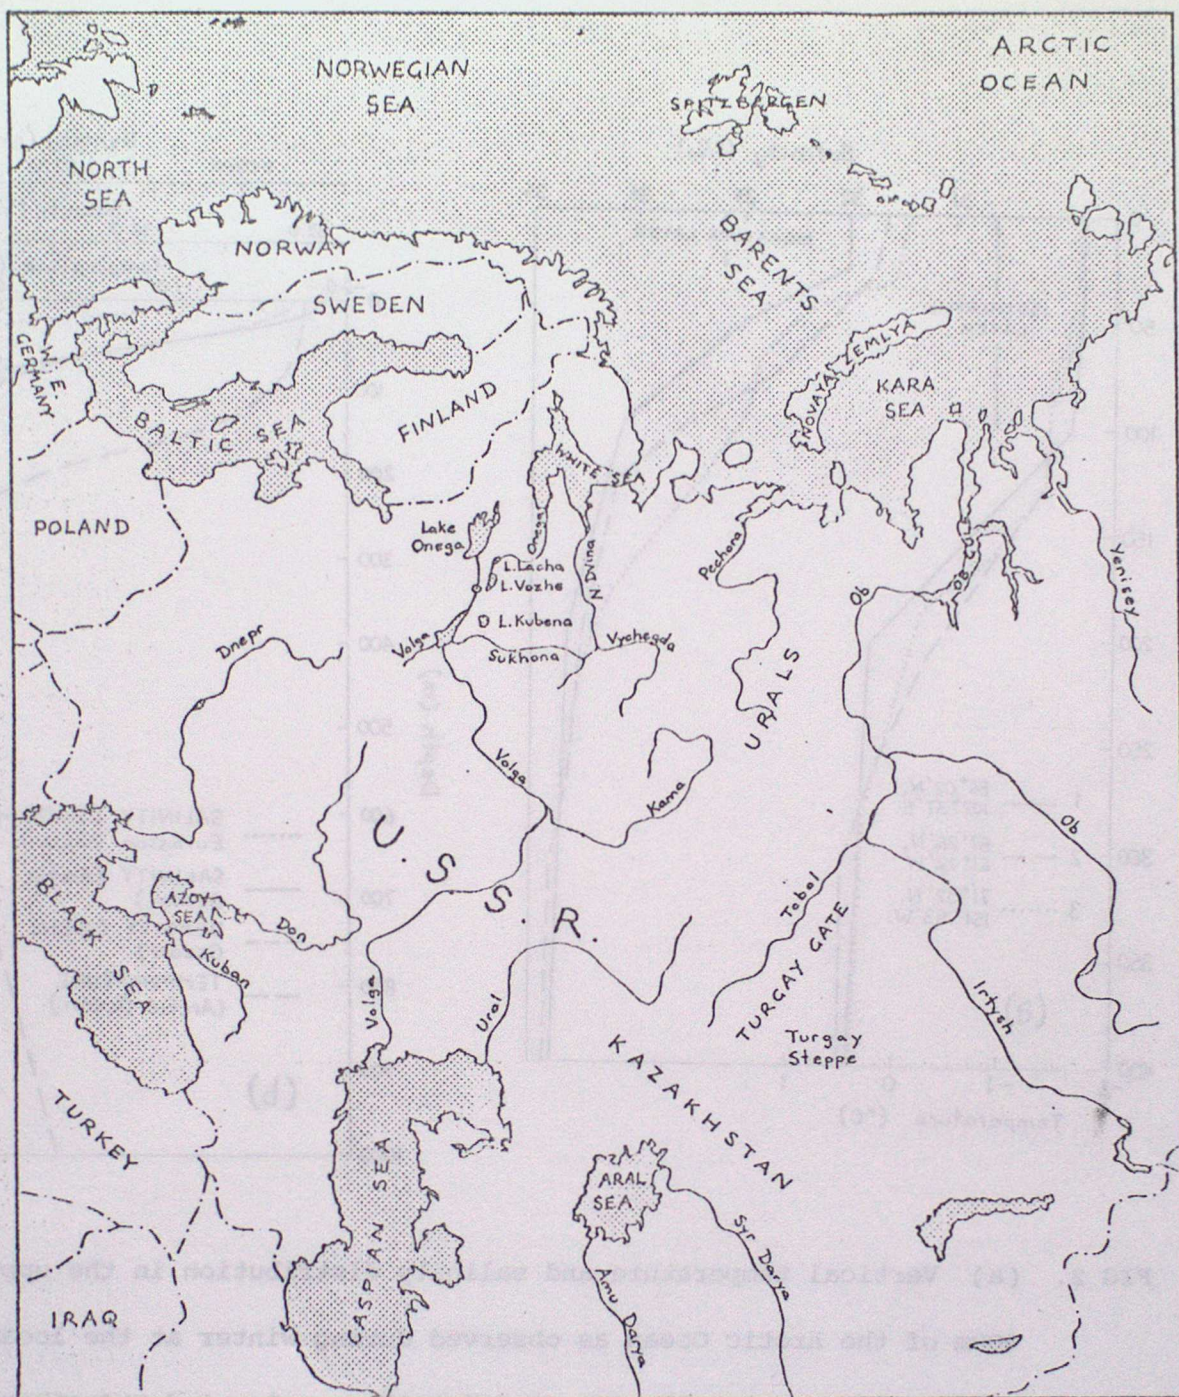 ARCTIC
OCEAN
NORWEGIAN
SEA
SPITZBERGEN
NORTH
SEA
BARENTS
SEA
NORWAY
SWEDEN
NOVAYA ZEMLYA
KARA
SEA
W.
GERMANY
E.
FINLAND
BALTIC SEA
WHITE SEA
POLAND
Lake
Onega
Onega
N Dvina
Pechora
Ob
Yenisey
L. Lacha
L. Vozhe
L. Kubena
Dnepr
Volga
Sukhona
Vychegda
URALS
Volga
Kama
Ob
U. S. S. R.
BLACK
SEA
AZOV
SEA
Don
Kuban
Tobol
TURGAY GATE
Irtysh
Volga
Ural
Turgay
Steppe
KAZAKHSTAN
TURKEY
CASPIAN SEA
ARAL
SEA
Syr Darya
Amu Darya
IRAQ